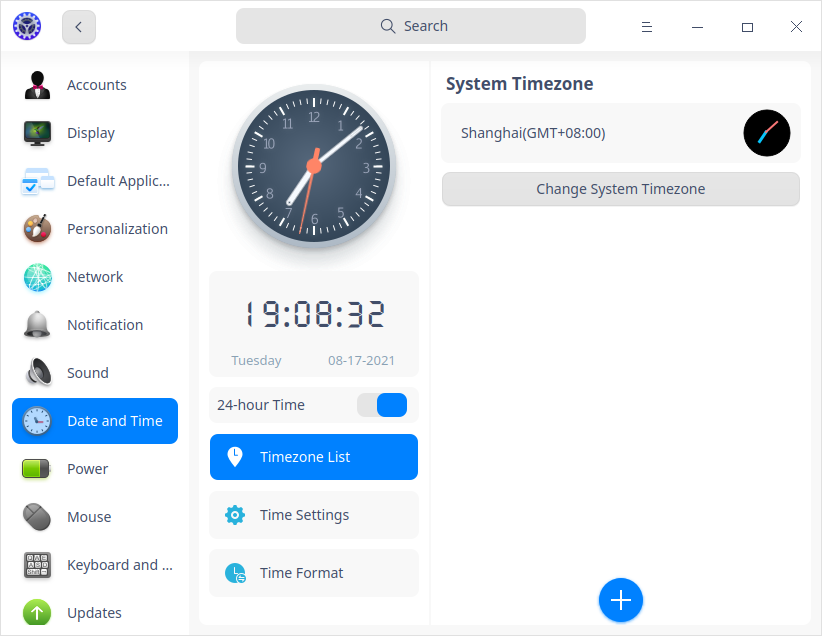 Search
Accounts
Display
Default Applic...
Personalization
Network
Notification
Sound
Date and Time
Power
Mouse
Keyboard and ...
Updates
12
1
2
3
4
5
6
7
8
9
10
11
19:08:32
Tuesday 08-17-2021
24-hour Time
Timezone List
Time Settings
Time Format
System Timezone
Shanghai(GMT+08:00)
Change System Timezone